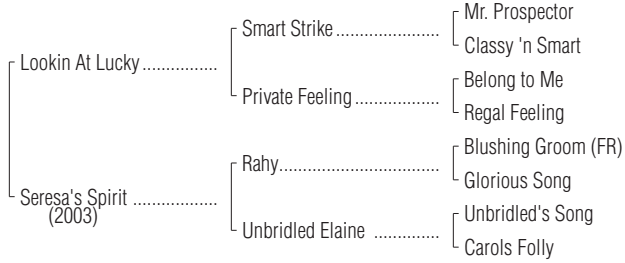 Mr. Prospector
Smart Strike ....................
Classy 'n Smart
Lookin At Lucky ...............
Belong to Me
Private Feeling .................
Regal Feeling
Blushing Groom (FR)
Rahy................................
Glorious Song
Seresa's Spirit .................
(2003)
Unbridled's Song
Unbridled Elaine .............
Carols Folly